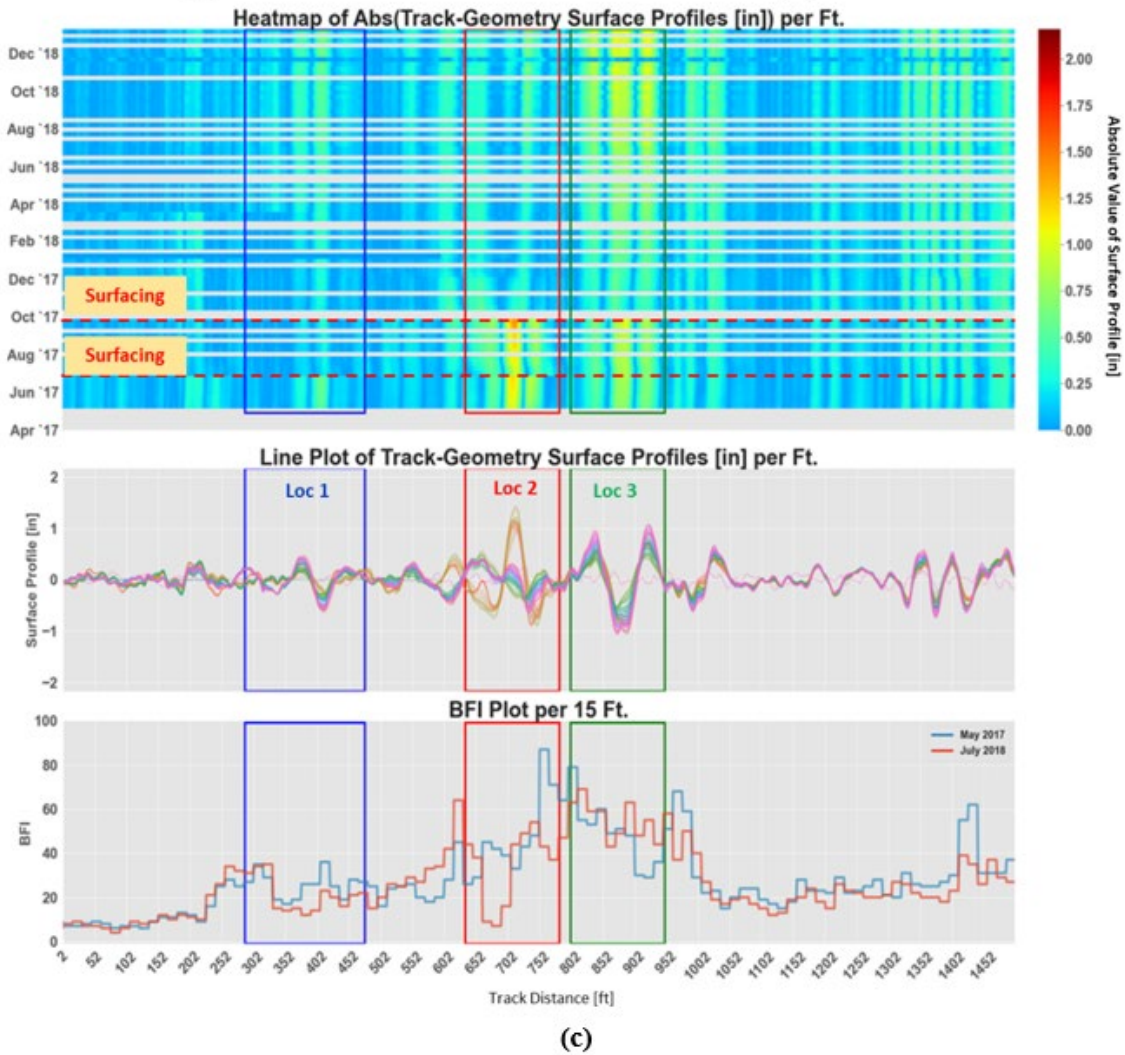 Heatmap of Abs(Track-Geometry Surface Profiles [in]) per Ft.
Dec `18
Oct `18
Aug `18
Jun `18
Apr `18
Feb `18
Dec `17
Oct `17
Aug `17
Jun `17
Apr `17
Surfacing
Surfacing
2.00
1.75
1.50
1.25
1.00
0.75
0.50
0.25
0.00
Absolute Value of Surface Profile [in]
Line Plot of Track-Geometry Surface Profiles [in] per Ft.
Surface Profile [in]
2
1
0
−1
−2
Loc 1
Loc 2
Loc 3
BFI Plot per 15 Ft.
BFI
100
80
60
40
20
0
May 2017
July 2018
2 52 102 152 202 252 302 352 402 452 502 552 602 652 702 752 802 852 902 952 1002 1052 1102 1152 1202 1252 1302 1352 1402 1452
Track Distance [ft]
(c)